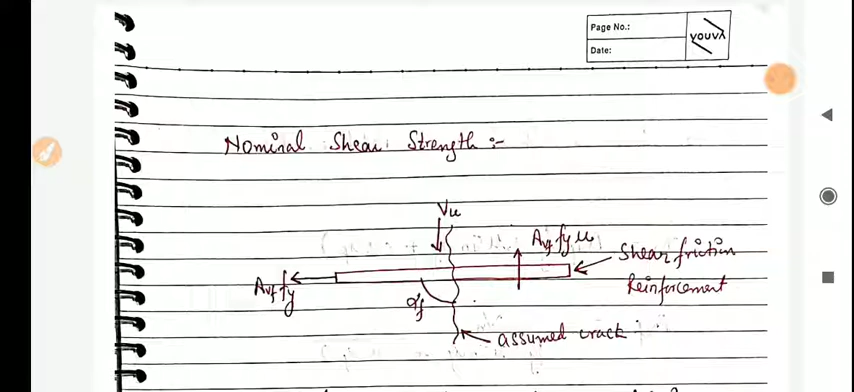 Page No.:
Date:
YOUVA
Nominal Shear Strength :-
Vu
Avf fy μ
Shear friction
Reinforcement
Avf fy
αf
assumed crack